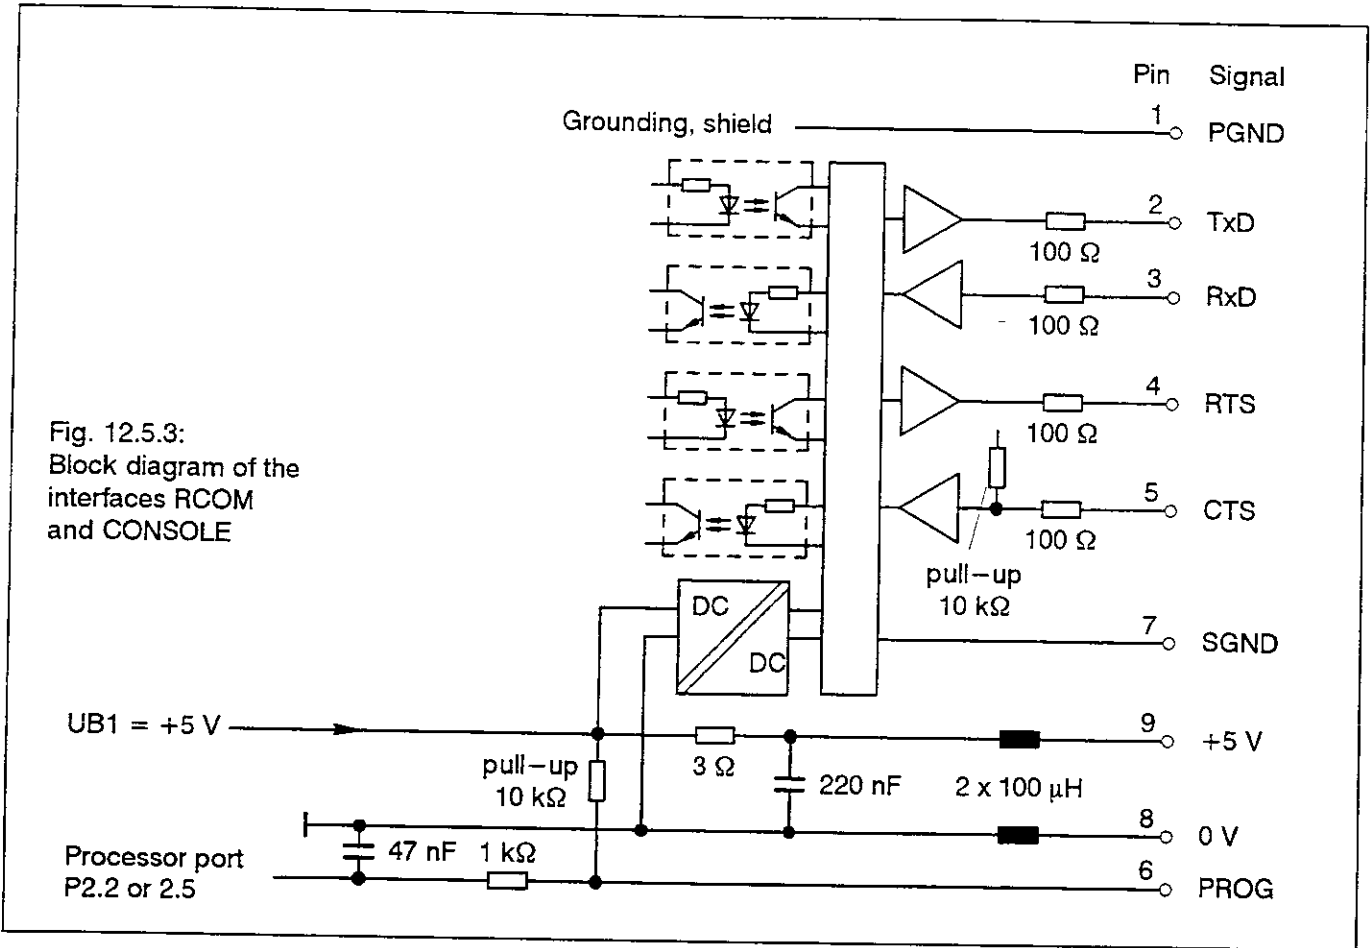 Pin Signal
Grounding, shield 1 PGND
2 TxD
100 Ω
3 RxD
100 Ω
4 RTS
100 Ω
Fig. 12.5.3:
Block diagram of the
interfaces RCOM
and CONSOLE
5 CTS
100 Ω
pull-up
10 kΩ
DC
DC
7 SGND
UB1 = +5 V
9 +5 V
3 Ω
pull-up
10 kΩ
220 nF
2 x 100 μH
8 0 V
47 nF 1 kΩ
Processor port
P2.2 or 2.5
6 PROG